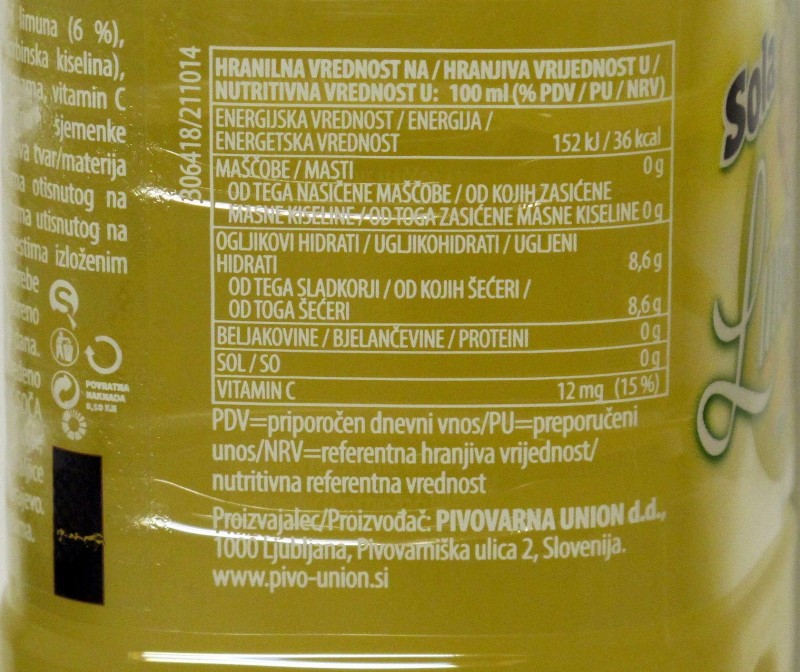 limuna (6 %),
kiselina),
vitamin C
sjemenke
tvar/materija
otisnutog na
utisnutog na
izloženim
POVRATNA
NAKNADA
0,50 KN
306418/211014
HRANILNA VREDNOST NA / HRANJIVA VRIJEDNOST U /
NUTRITIVNA VREDNOST U: 100 ml (% PDV / PU / NRV)
ENERGIJSKA VREDNOST / ENERGIJA /
ENERGETSKA VREDNOST 152 kJ / 36 kcal
MAŠČOBE / MASTI 0 g
OD TEGA NASIČENE MAŠČOBE / OD KOJIH ZASIĆENE
MASNE KISELINE / OD TOGA ZASIĆENE MASNE KISELINE 0 g
OGLJIKOVI HIDRATI / UGLJIKOHIDRATI / UGLJENI
HIDRATI 8,6 g
OD TEGA SLADKORJI / OD KOJIH ŠEĆERI /
OD TOGA ŠEĆERI 8,6 g
BELJAKOVINE / BJELANČEVINE / PROTEINI 0 g
SOL / SO 0 g
VITAMIN C 12 mg (15 %)
PDV=priporočen dnevni vnos/PU=preporučeni
unos/NRV=referentna hranjiva vrijednost/
nutritivna referentna vrednost
Proizvajalec/Proizvođač: PIVOVARNA UNION d.d.,
1000 Ljubljana, Pivovarniška ulica 2, Slovenija.
www.pivo-union.si
Sola